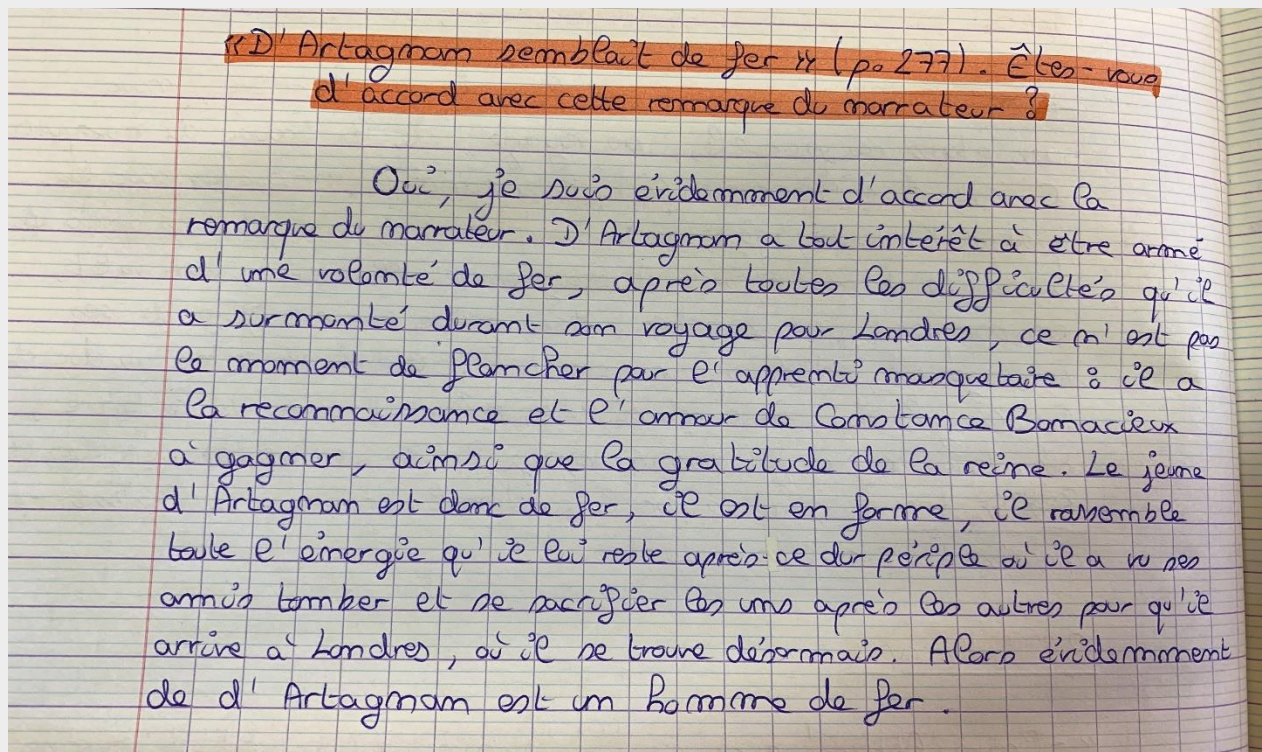 « D'Artagnan semblait de fer » (p. 277). Êtes-vous
d'accord avec cette remarque du narrateur ?
Oui, je suis évidemment d'accord avec la
remarque du narrateur. D'Artagnan a tout intérêt à être armé
d'une volonté de fer, après toutes les difficultés qu'il
a surmonté durant son voyage pour Londres, ce n'est pas
le moment de flancher pour l'apprenti mousquetaire : il a
la reconnaissance et l'amour de Constance Bonacieux
à gagner, ainsi que la gratitude de la reine. Le jeune
d'Artagnan est donc de fer, il est en forme, il rassemble
toute l'énergie qu'il lui reste après ce dur périple où il a vu ses
amis tomber et se sacrifier les uns après les autres pour qu'il
arrive à Londres, où il se trouve désormais. Alors évidemment
de d'Artagnan est un homme de fer.